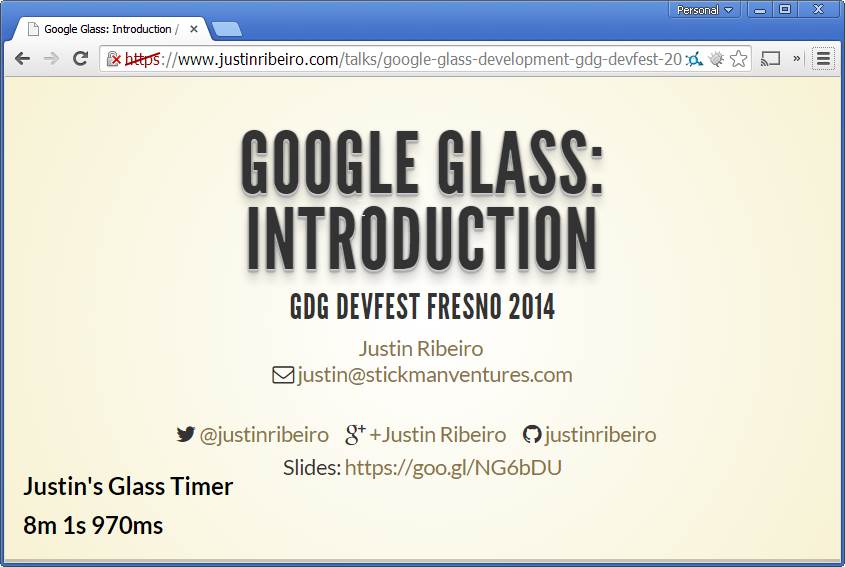 Personal
Google Glass: Introduction /
https://www.justinribeiro.com/talks/google-glass-development-gdg-devfest-20
»
GOOGLE GLASS:
INTRODUCTION
GDG DEVFEST FRESNO 2014
Justin Ribeiro
justin@stickmanventures.com
@justinribeiro g+ +Justin Ribeiro justinribeiro
Slides: https://goo.gl/NG6bDU
Justin's Glass Timer
8m 1s 970ms